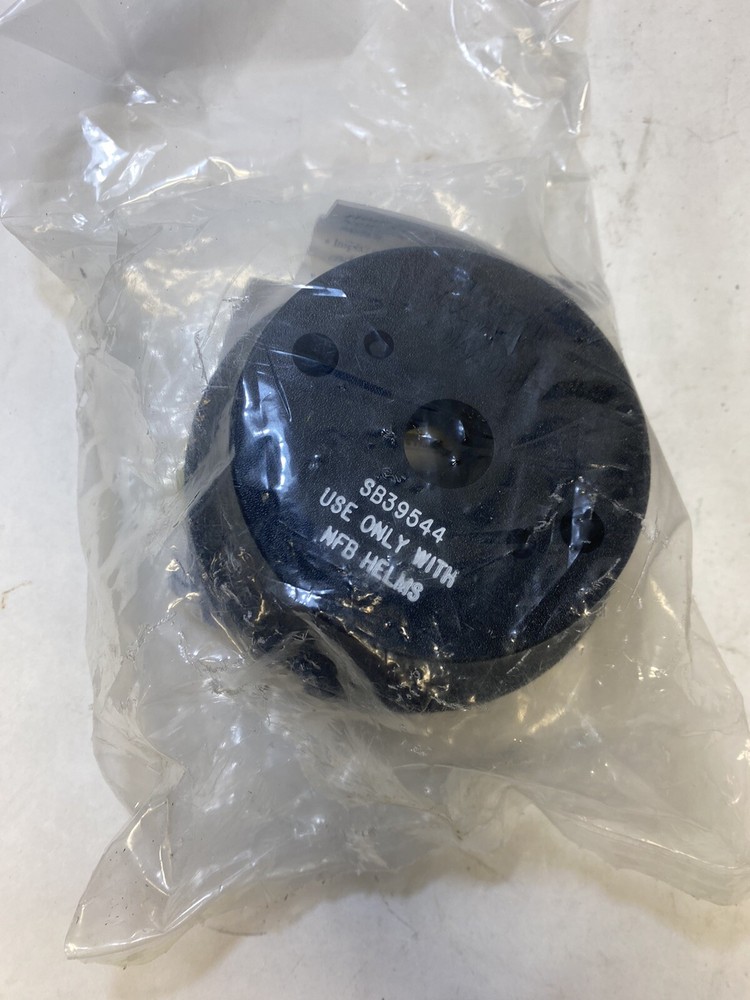 SB39544
USE ONLY WITH
NFB HELMS